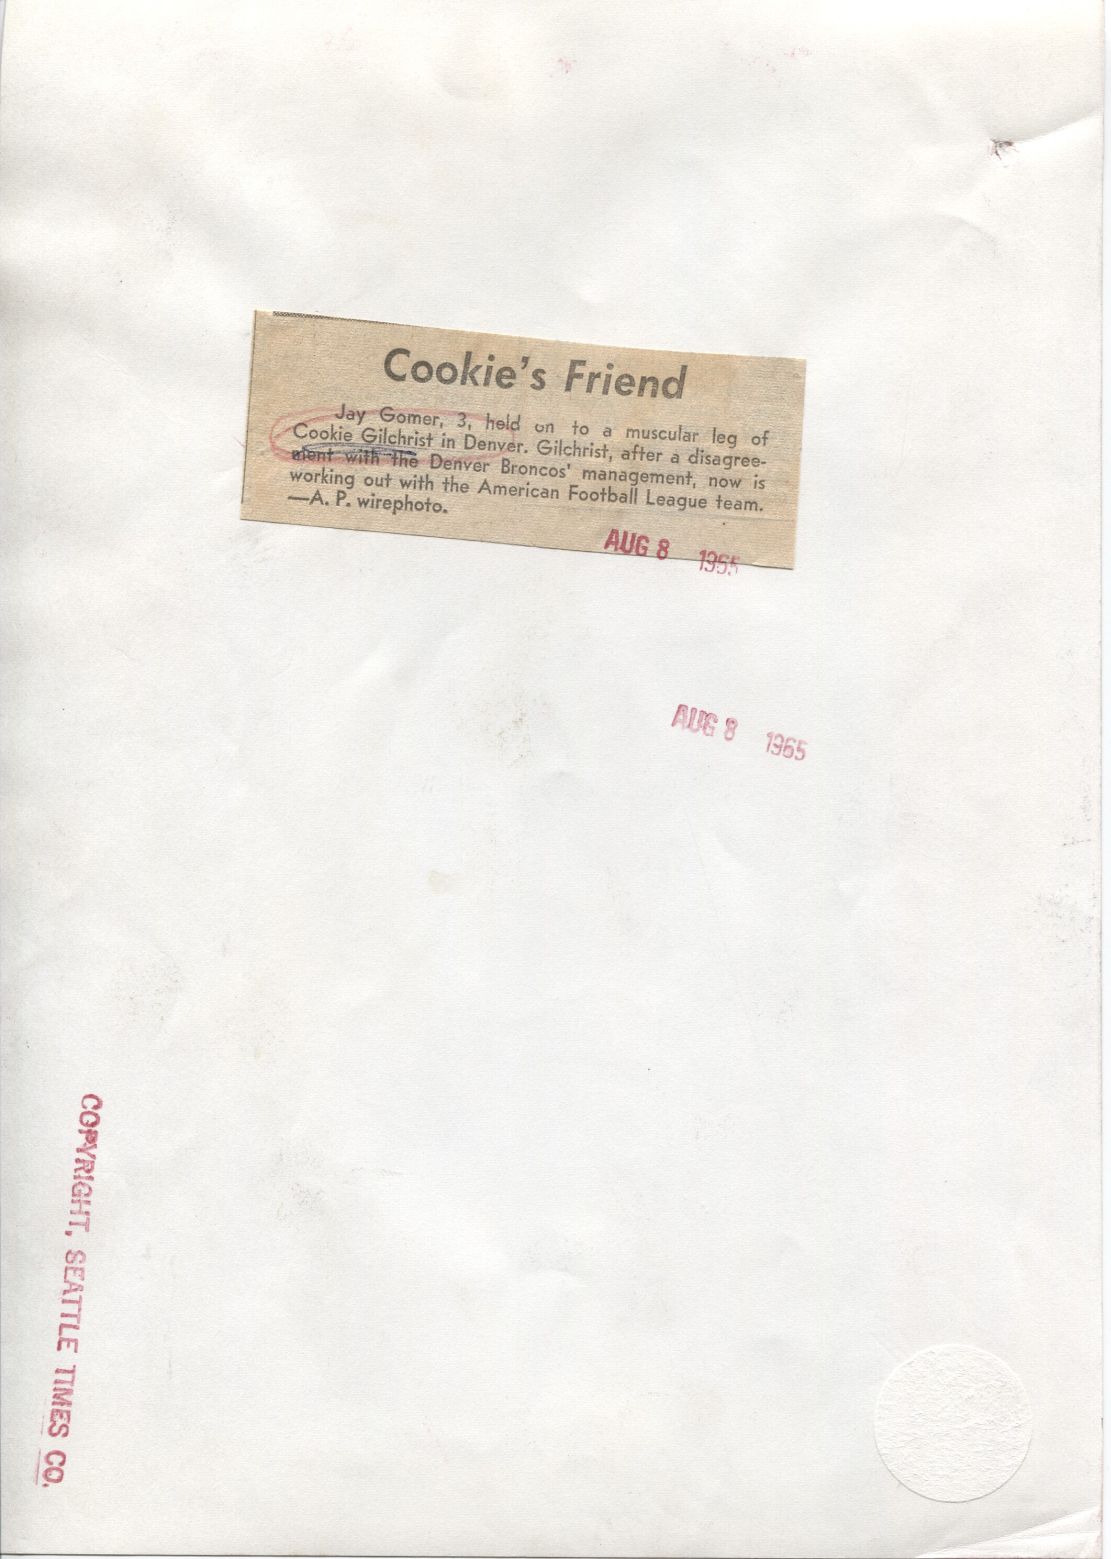 Cookie's Friend
Jay Gomer, 3, held on to a muscular leg of
Cookie Gilchrist in Denver. Gilchrist, after a disagree-
ment with the Denver Broncos' management, now is
working out with the American Football League team.
—A. P. wirephoto.
AUG 8 1965
AUG 8 1965
COPYRIGHT, SEATTLE TIMES CO.